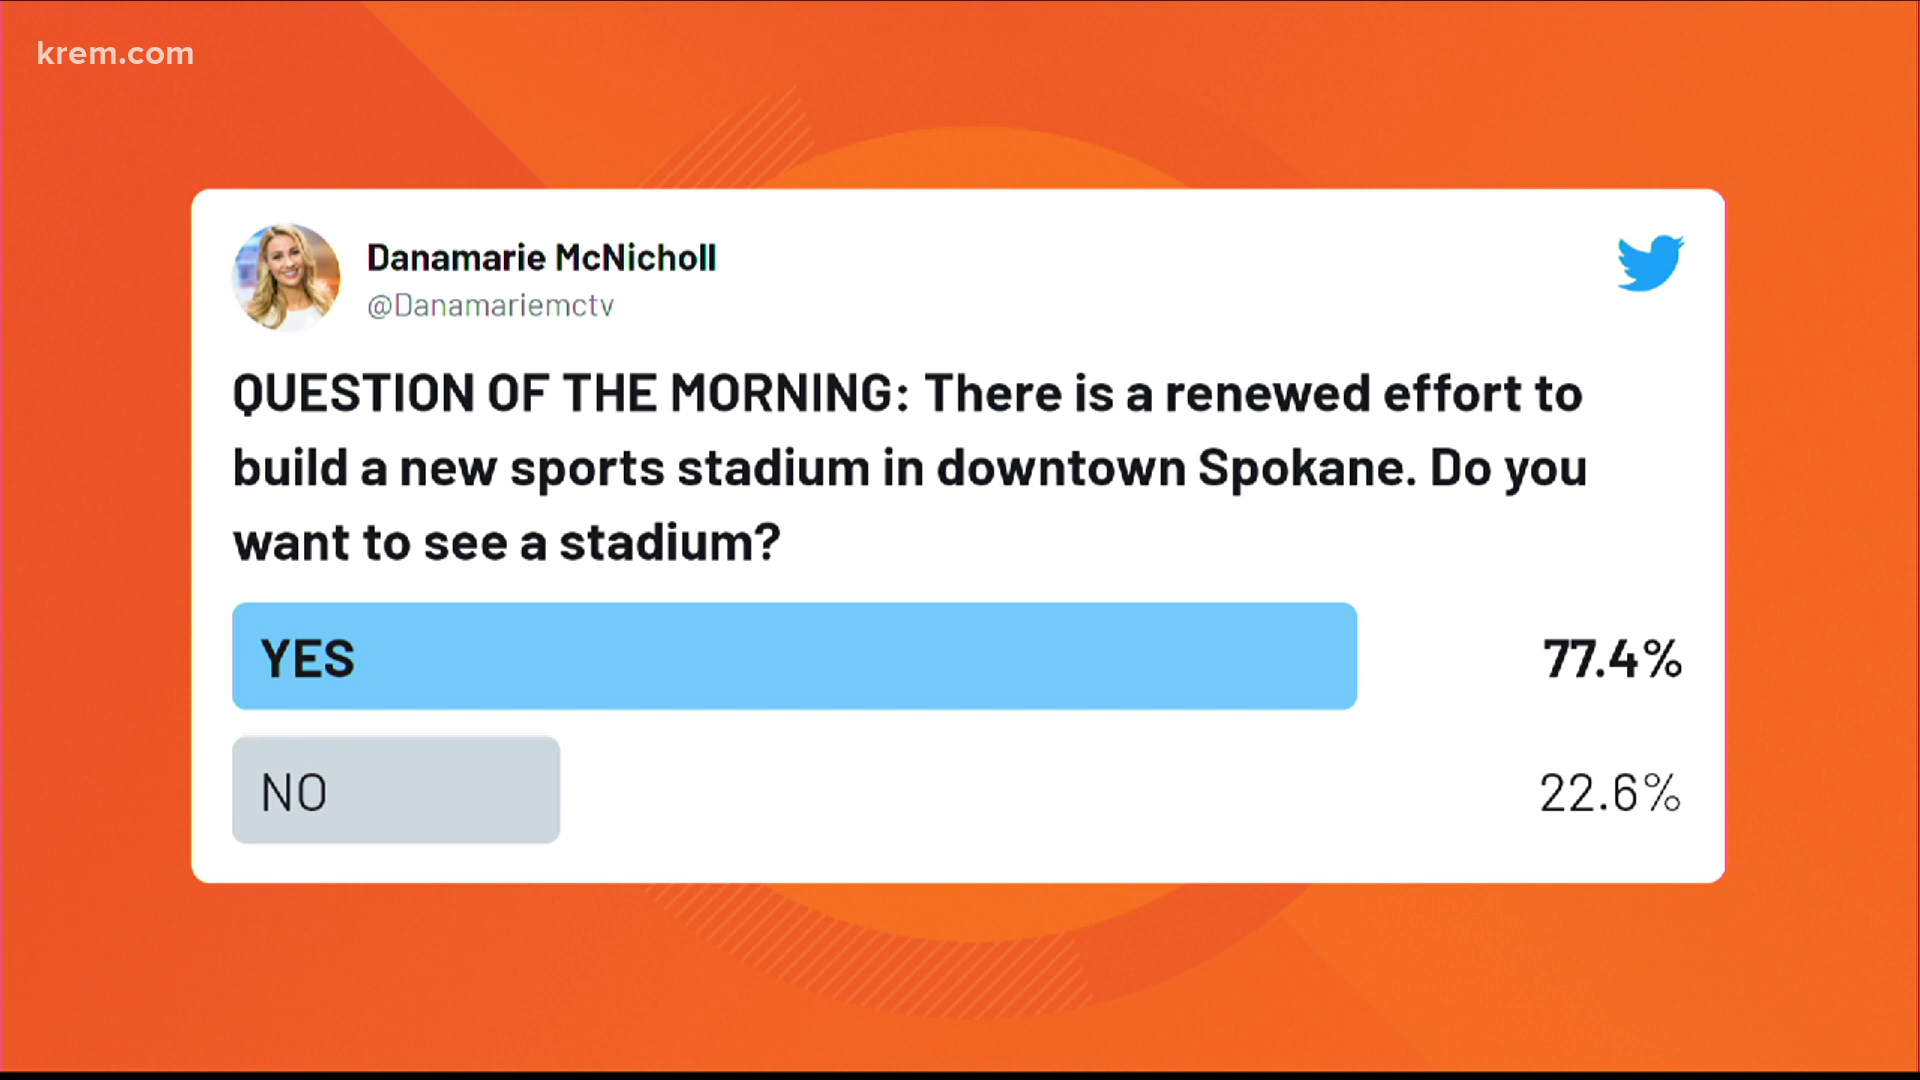 krem.com
Danamarie McNicholl
@Danamariemctv
QUESTION OF THE MORNING: There is a renewed effort to
build a new sports stadium in downtown Spokane. Do you
want to see a stadium?
YES 77.4%
NO 22.6%